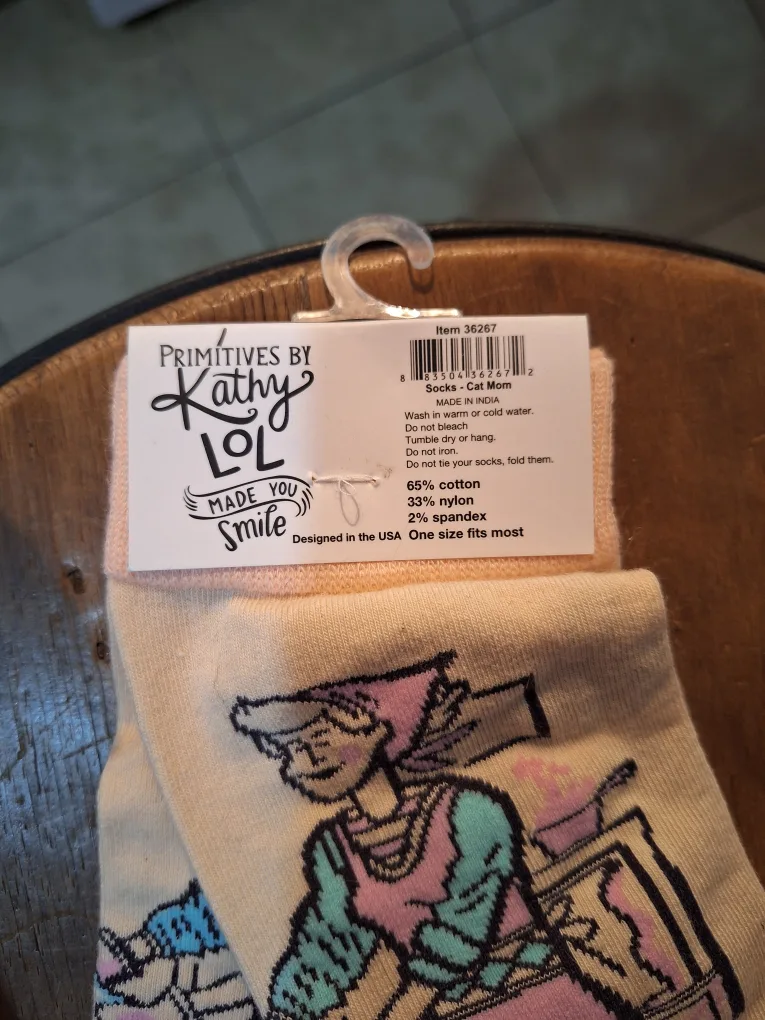 PRIMITIVES BY
Kathy
LOL
MADE YOU
smile
Item 36267
8 83504 36267 2
Socks - Cat Mom
MADE IN INDIA
Wash in warm or cold water.
Do not bleach
Tumble dry or hang.
Do not iron.
Do not tie your socks, fold them.
65% cotton
33% nylon
2% spandex
Designed in the USA One size fits most